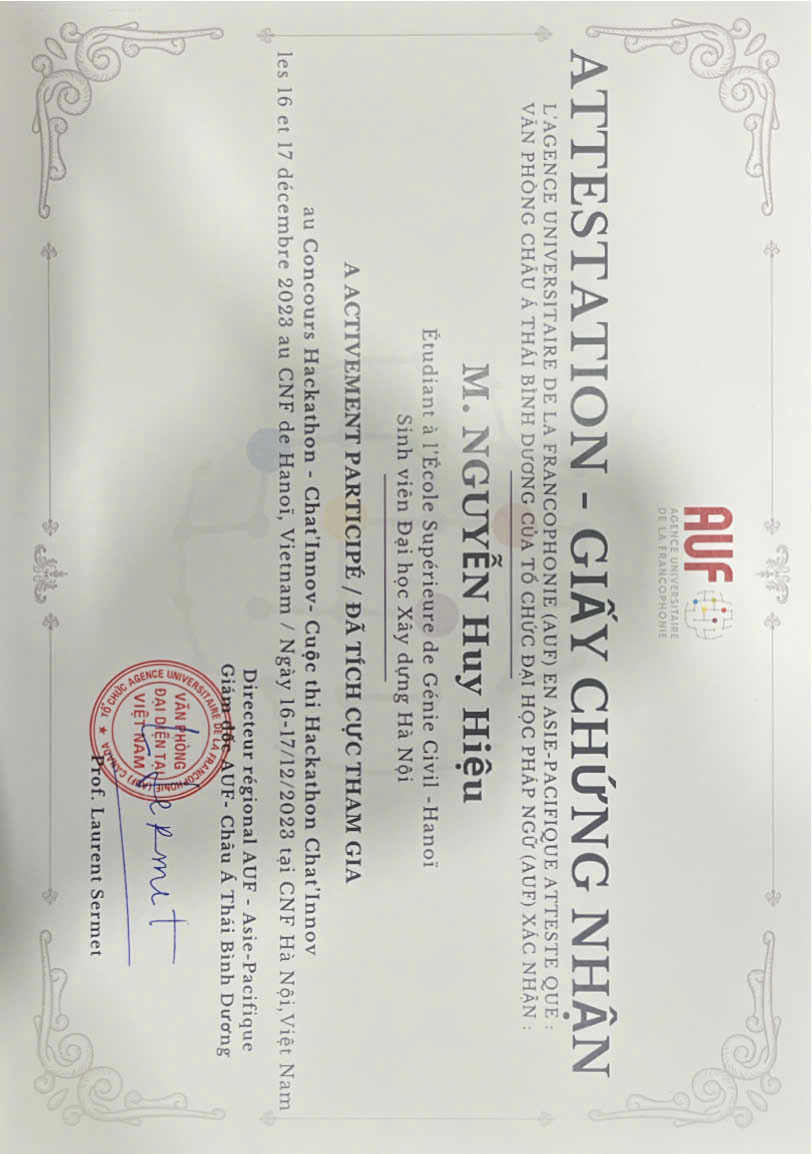 AUF
AGENCE UNIVERSITAIRE
DE LA FRANCOPHONIE
ATTESTATION - GIẤY CHỨNG NHẬN
L'AGENCE UNIVERSITAIRE DE LA FRANCOPHONIE (AUF) EN ASIE-PACIFIQUE ATTESTE QUE :
VĂN PHÒNG CHÂU Á THÁI BÌNH DƯƠNG CỦA TỔ CHỨC ĐẠI HỌC PHÁP NGỮ (AUF) XÁC NHẬN :
M. NGUYỄN Huy Hiệu
Étudiant à l'École Supérieure de Génie Civil -Hanoï
Sinh viên Đại học Xây dựng Hà Nội
A ACTIVEMENT PARTICIPÉ / ĐÃ TÍCH CỰC THAM GIA
au Concours Hackathon - Chat'Innov- Cuộc thi Hackathon Chat'Innov
les 16 et 17 décembre 2023 au CNF de Hanoï, Vietnam / Ngày 16-17/12/2023 tại CNF Hà Nội,Việt Nam
Directeur régional AUF - Asie-Pacifique
Giám đốc AUF- Châu Á Thái Bình Dương
TỔ CHỨC AGENCE UNIVERSITAIRE DE LA FRANCOPHONIE (AUF) CANADA
VĂN PHÒNG
ĐẠI DIỆN TẠI
VIỆT NAM
LSermet
Prof. Laurent Sermet